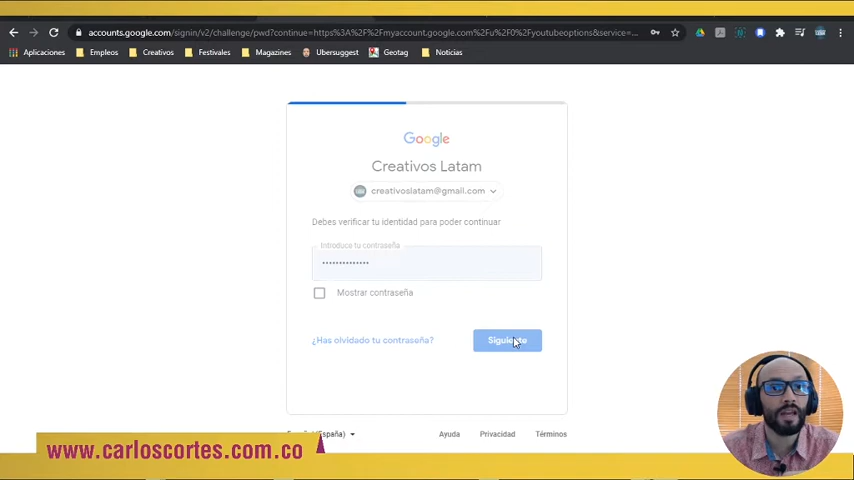 accounts.google.com/signin/v2/challenge/pwd?continue=https%3A%2F%2Fmyaccount.google.com%2Fu%2F0%2Fyoutubeoptions&service=...
Aplicaciones Empleos Creativos Festivales Magazines Ubersuggest Geotag Noticias
Google
Creativos Latam
creativoslatam@gmail.com
Debes verificar tu identidad para poder continuar
Introduce tu contraseña
••••••••••••••
Mostrar contraseña
¿Has olvidado tu contraseña? Siguiente
(España) Ayuda Privacidad Términos
www.carloscortes.com.co